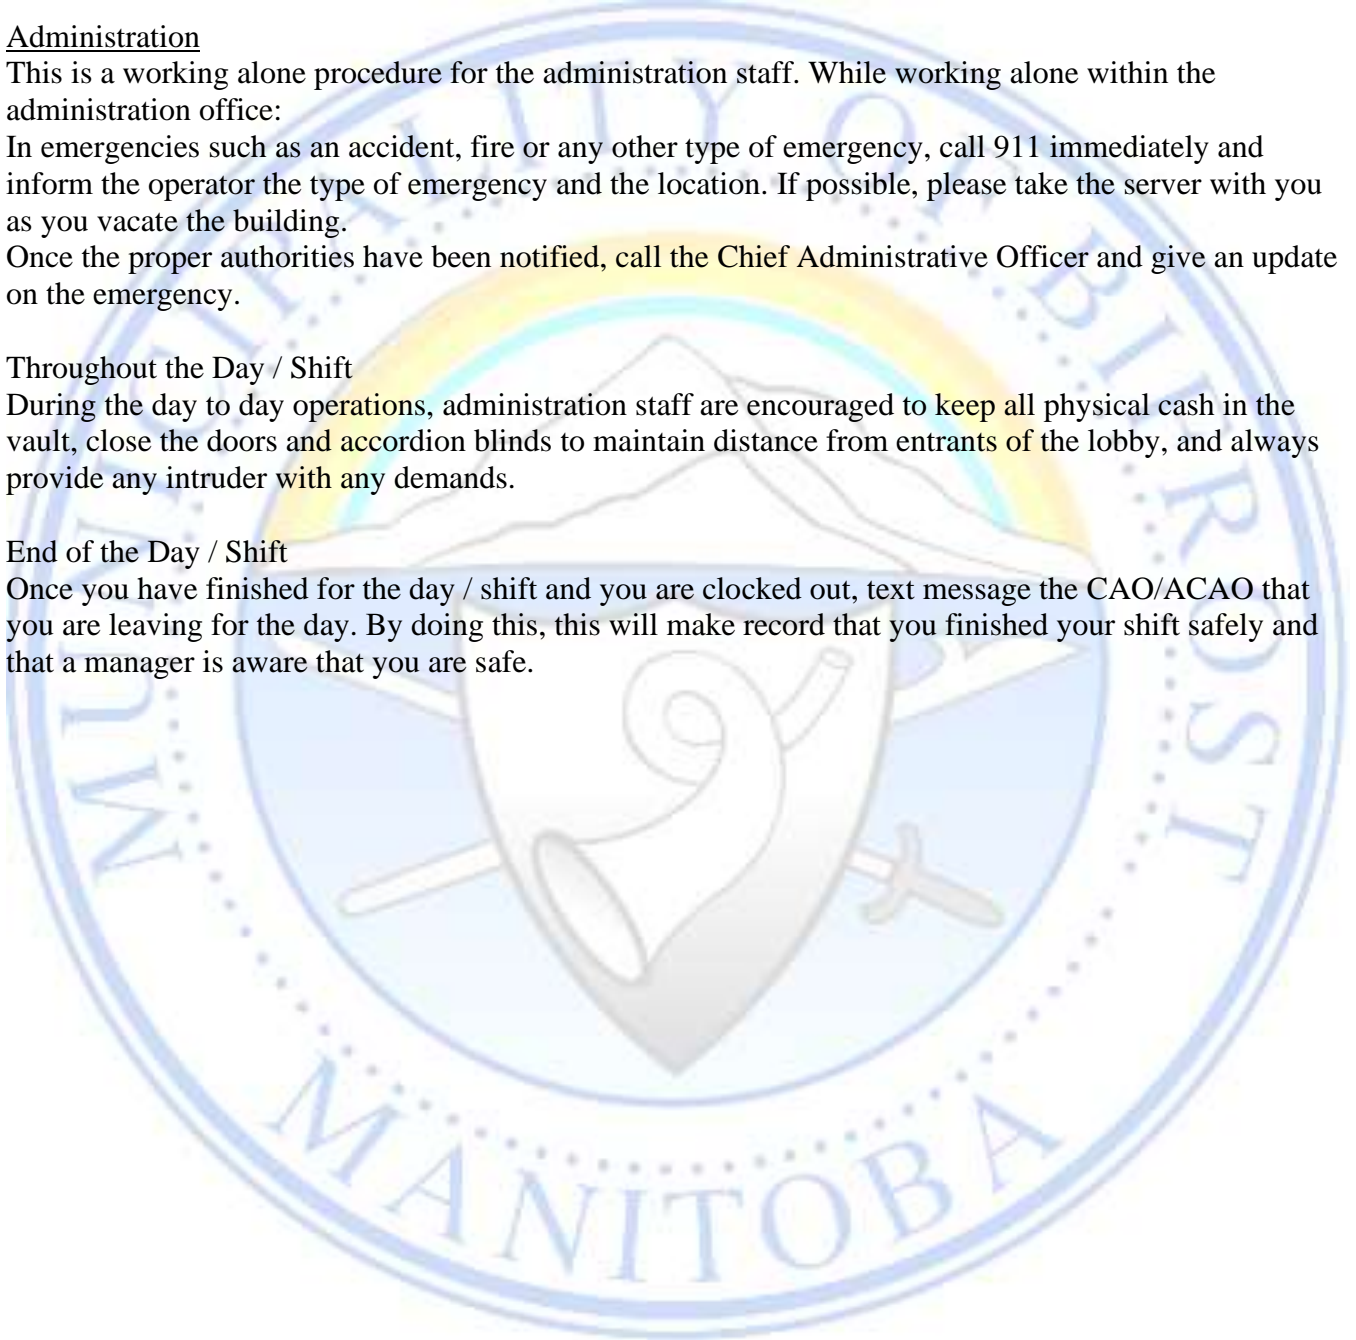 Administration
This is a working alone procedure for the administration staff. While working alone within the
administration office:
In emergencies such as an accident, fire or any other type of emergency, call 911 immediately and
inform the operator the type of emergency and the location. If possible, please take the server with you
as you vacate the building.
Once the proper authorities have been notified, call the Chief Administrative Officer and give an update
on the emergency.
Throughout the Day / Shift
During the day to day operations, administration staff are encouraged to keep all physical cash in the
vault, close the doors and accordion blinds to maintain distance from entrants of the lobby, and always
provide any intruder with any demands.
End of the Day / Shift
Once you have finished for the day / shift and you are clocked out, text message the CAO/ACAO that
you are leaving for the day. By doing this, this will make record that you finished your shift safely and
that a manager is aware that you are safe.
MUNICIPALITY OF BIFROST
MANITOBA